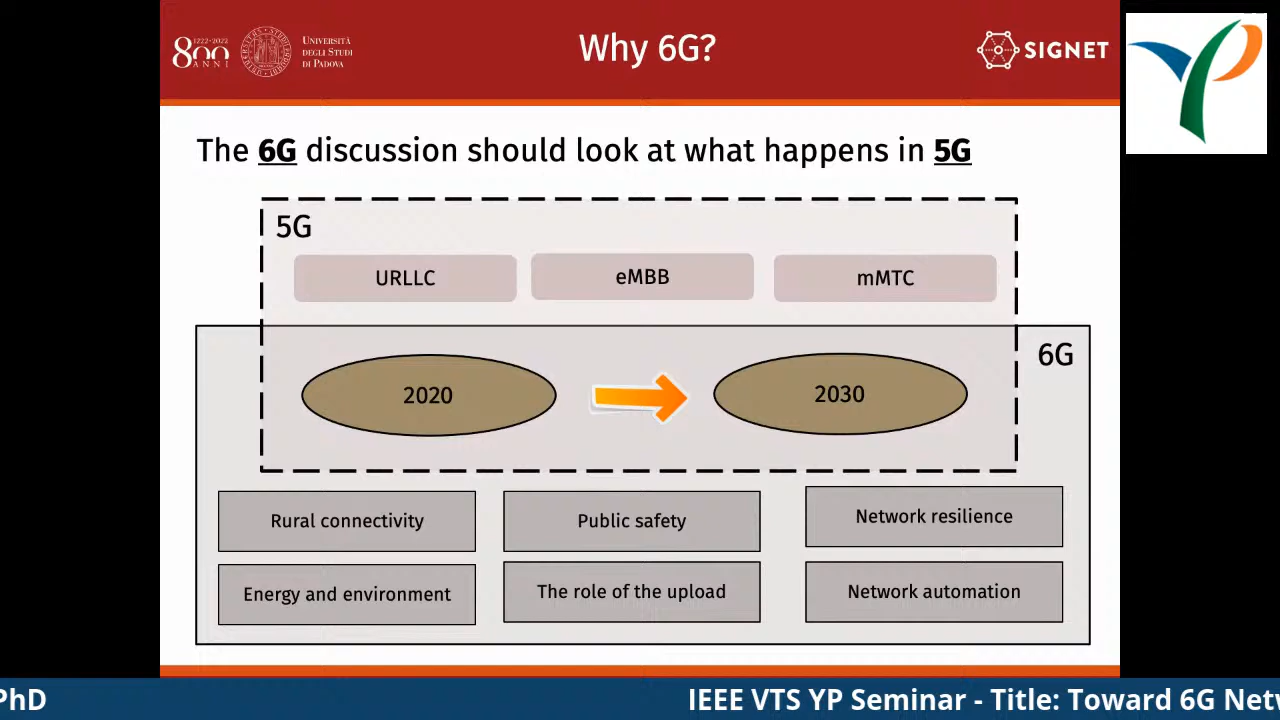 800
1222-2022
ANNI
UNIVERSITÀ
DEGLI STUDI
DI PADOVA
Why 6G?
SIGNET
The 6G discussion should look at what happens in 5G
5G
URLLC
eMBB
mMTC
6G
2020
2030
Rural connectivity
Public safety
Network resilience
Energy and environment
The role of the upload
Network automation
PhD
IEEE VTS YP Seminar - Title: Toward 6G Netw